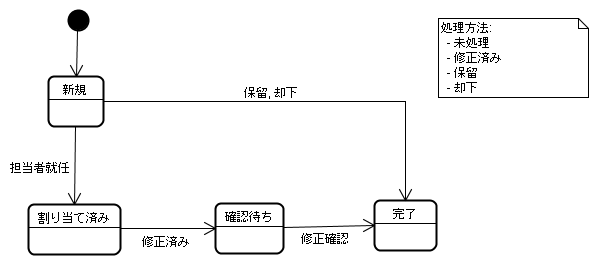 処理方法:
- 未処理
- 修正済み
- 保留
- 却下
新規
保留, 却下
担当者就任
割り当て済み
修正済み
確認待ち
修正確認
完了